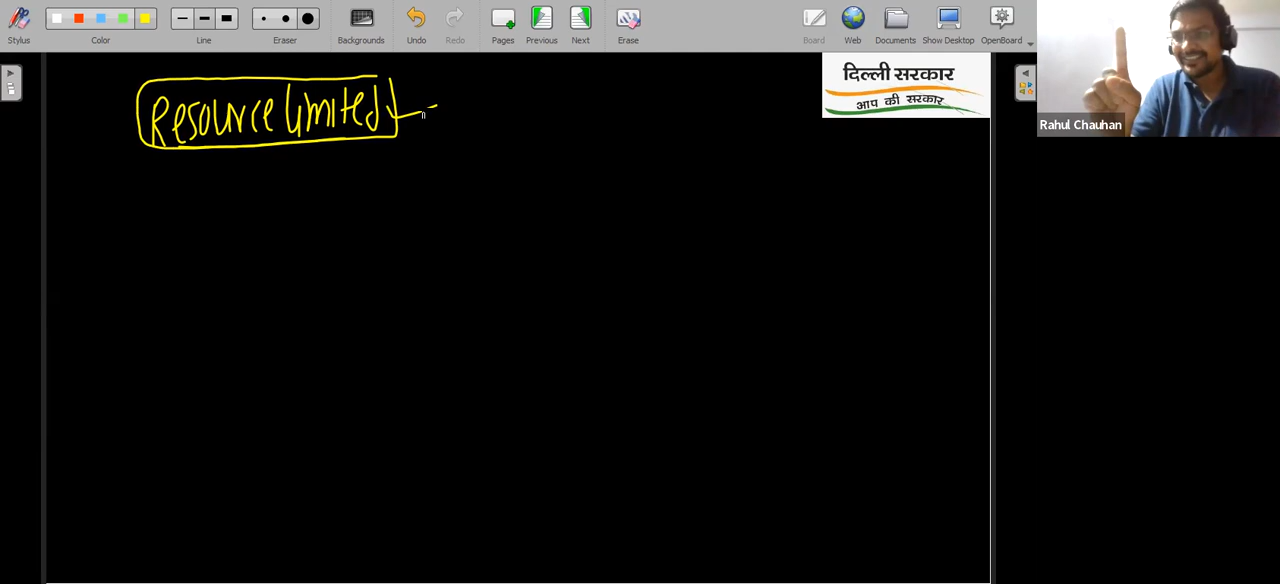 Stylus Color Line Eraser Backgrounds Undo Redo Pages Previous Next Erase Board Web Documents Show Desktop OpenBoard
Resource limited
दिल्ली सरकार
आप की सरकार
Rahul Chauhan